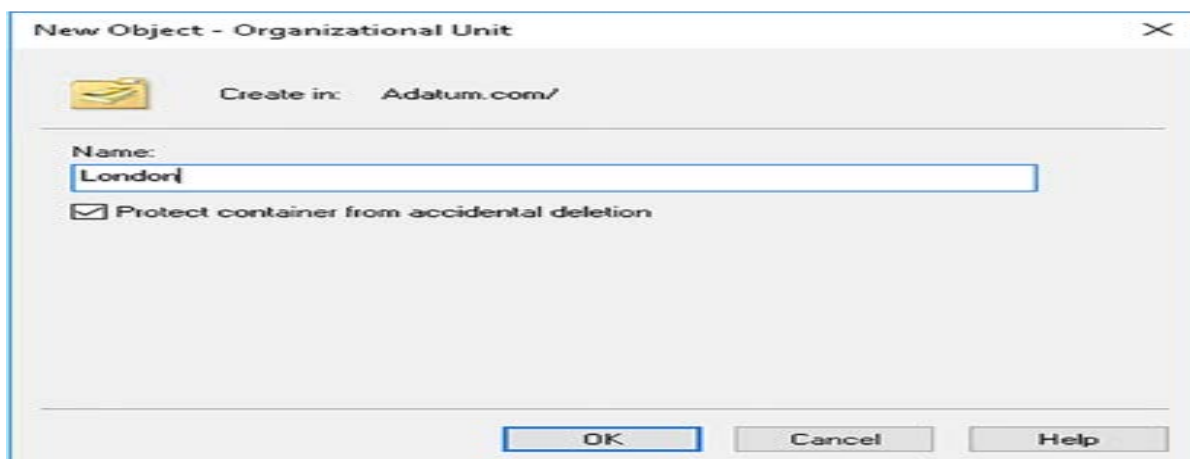 New Object - Organizational Unit
Create in: Adatum.com/
Name:
London
Protect container from accidental deletion
OK Cancel Help